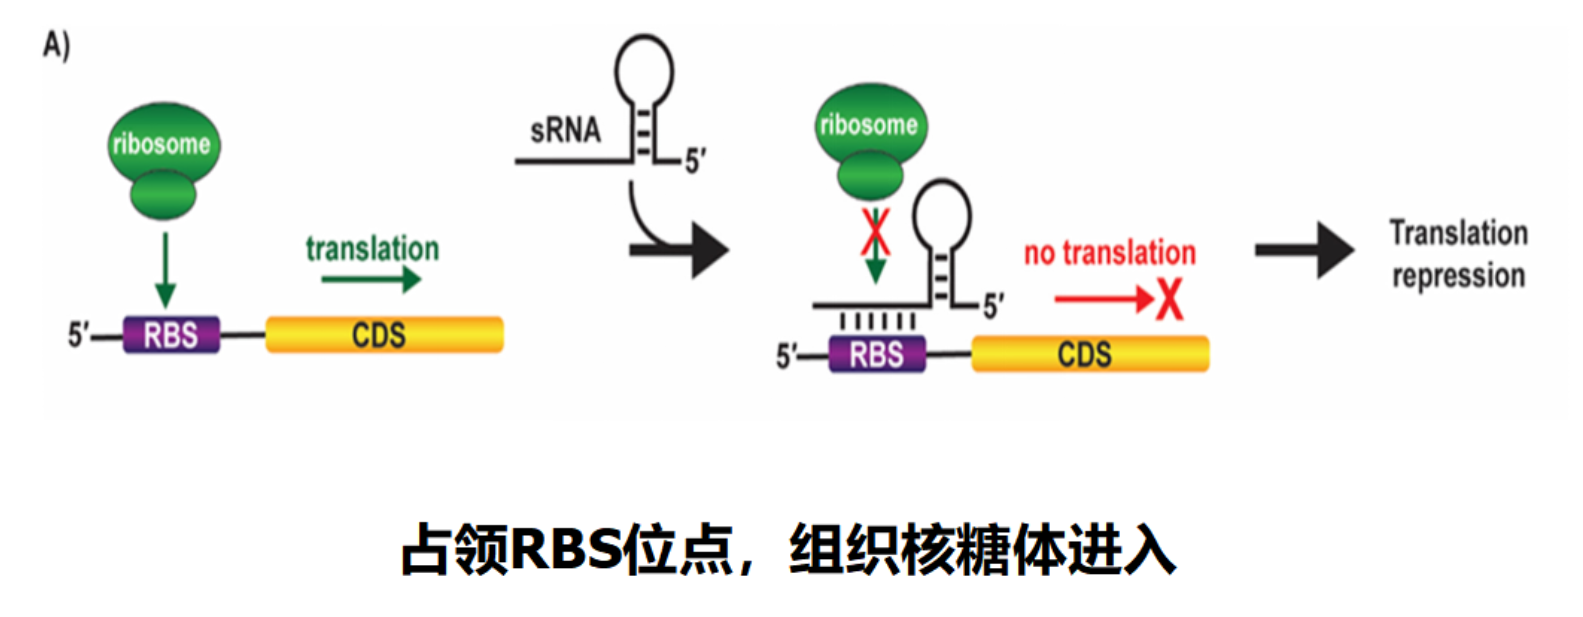 A)
ribosome
translation
5′
RBS
CDS
sRNA
5′
ribosome
no translation
5′
5′
RBS
CDS
Translation
repression
占领RBS位点，组织核糖体进入